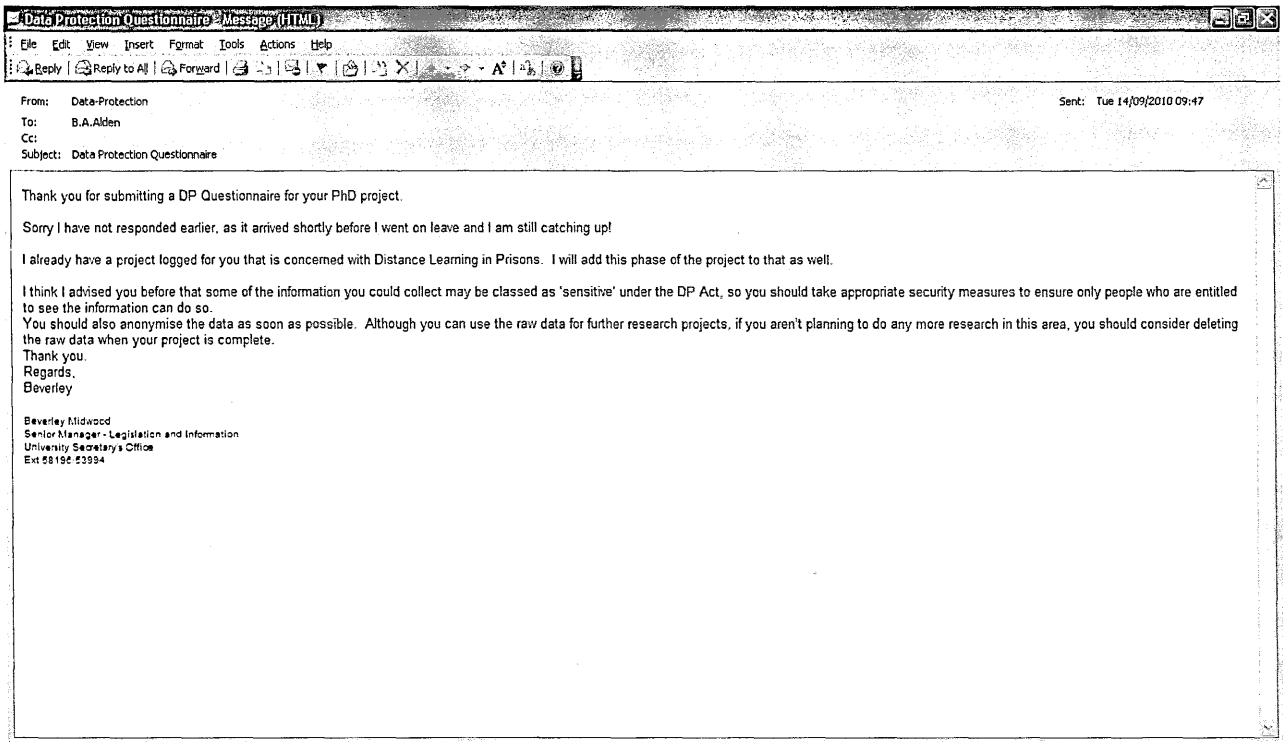 Data Protection Questionnaire - Message (HTML)
File Edit View Insert Format Tools Actions Help
Reply Reply to All Forward
From: Data-Protection Sent: Tue 14/09/2010 09:47
To: B.A.Alden
Cc:
Subject: Data Protection Questionnaire
Thank you for submitting a DP Questionnaire for your PhD project.
Sorry I have not responded earlier, as it arrived shortly before I went on leave and I am still catching up!
I already have a project logged for you that is concerned with Distance Learning in Prisons. I will add this phase of the project to that as well.
I think I advised you before that some of the information you could collect may be classed as 'sensitive' under the DP Act, so you should take appropriate security measures to ensure only people who are entitled
to see the information can do so.
You should also anonymise the data as soon as possible. Although you can use the raw data for further research projects, if you aren't planning to do any more research in this area, you should consider deleting
the raw data when your project is complete.
Thank you.
Regards,
Beverley
Beverley Midwood
Senior Manager - Legislation and Information
University Secretary's Office
Ext